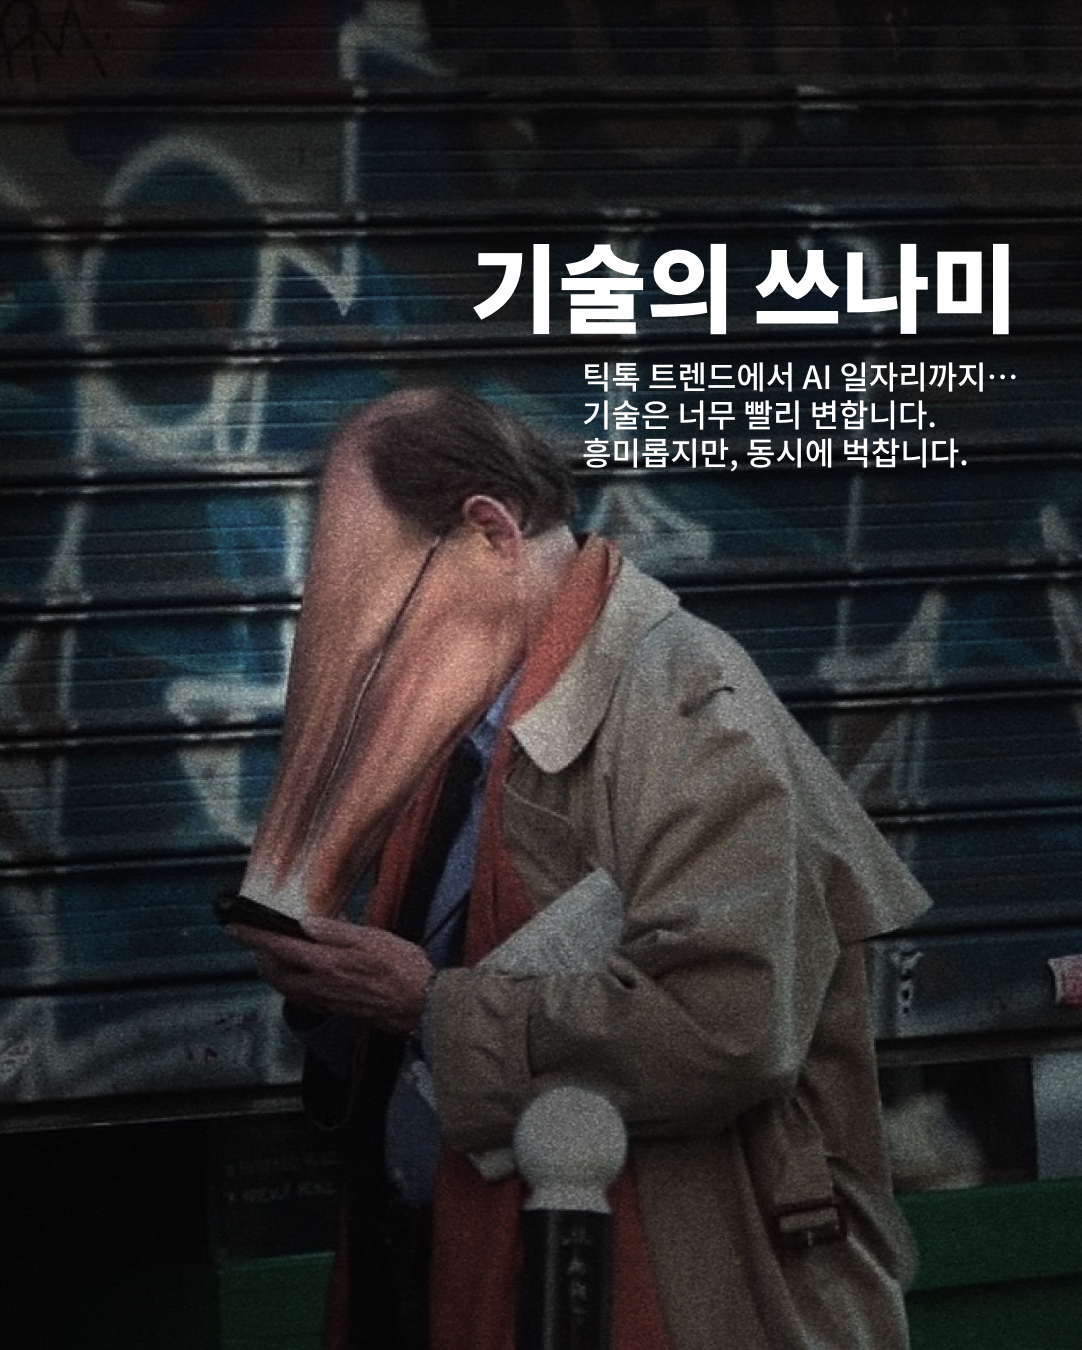 기술의 쓰나미
틱톡 트렌드에서 AI 일자리까지…
기술은 너무 빨리 변합니다.
흥미롭지만, 동시에 벅찹니다.